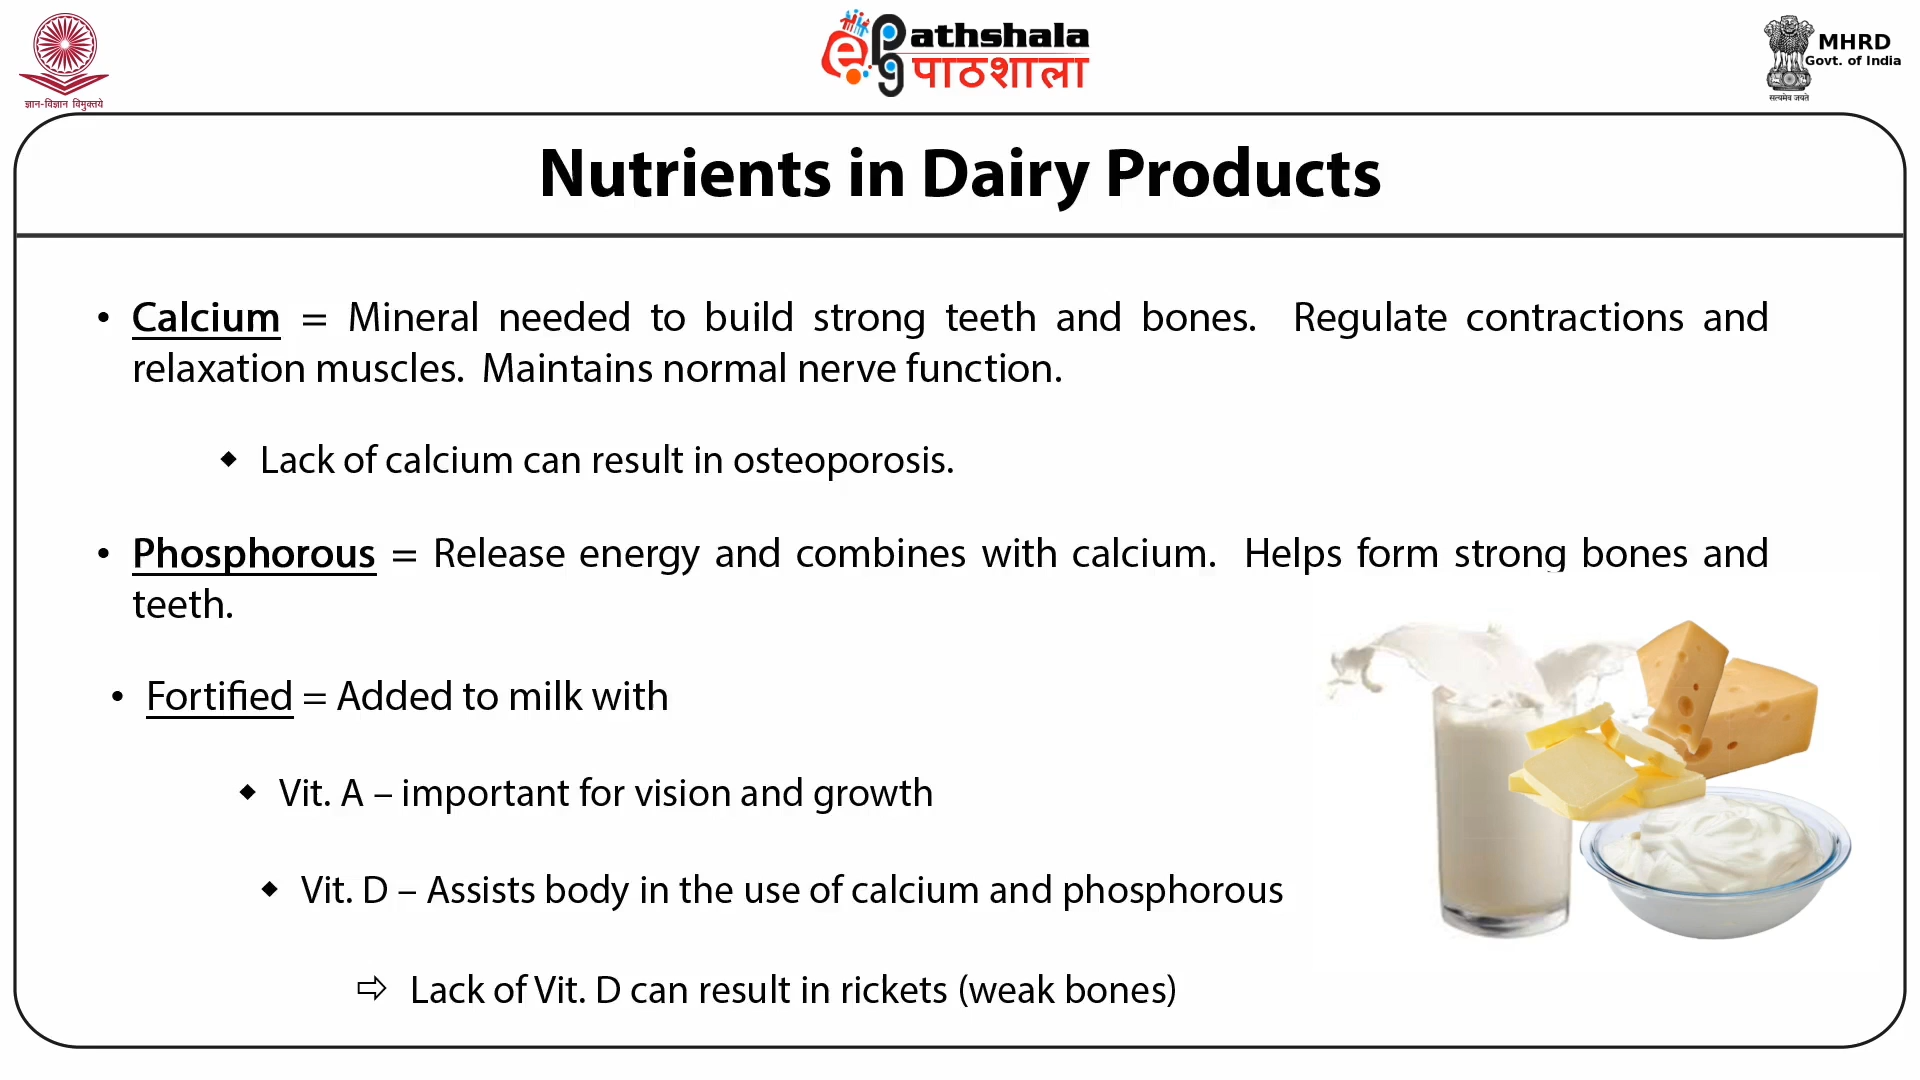 ज्ञान-विज्ञान विमुक्तये
ePathshala
पाठशाला
MHRD
Govt. of India
सत्यमेव जयते
Nutrients in Dairy Products
• Calcium = Mineral needed to build strong teeth and bones. Regulate contractions and
relaxation muscles. Maintains normal nerve function.
◆ Lack of calcium can result in osteoporosis.
• Phosphorous = Release energy and combines with calcium. Helps form strong bones and
teeth.
• Fortified = Added to milk with
◆ Vit. A – important for vision and growth
◆ Vit. D – Assists body in the use of calcium and phosphorous
⇨ Lack of Vit. D can result in rickets (weak bones)